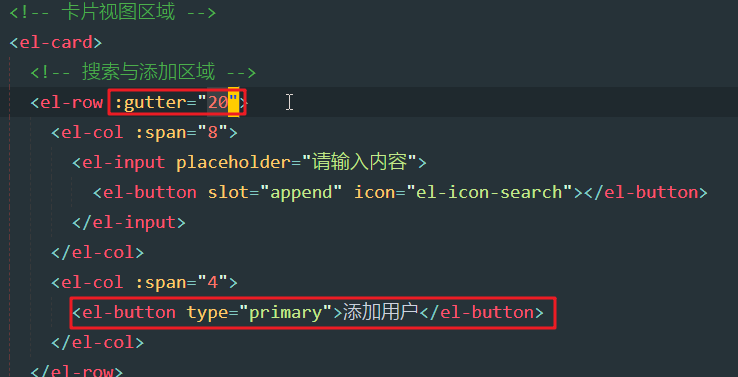 <!-- 卡片视图区域 -->
<el-card>
<!-- 搜索与添加区域 -->
<el-row :gutter="20">
<el-col :span="8">
<el-input placeholder="请输入内容">
<el-button slot="append" icon="el-icon-search"></el-button>
</el-input>
</el-col>
<el-col :span="4">
<el-button type="primary">添加用户</el-button>
</el-col>
</el-row>